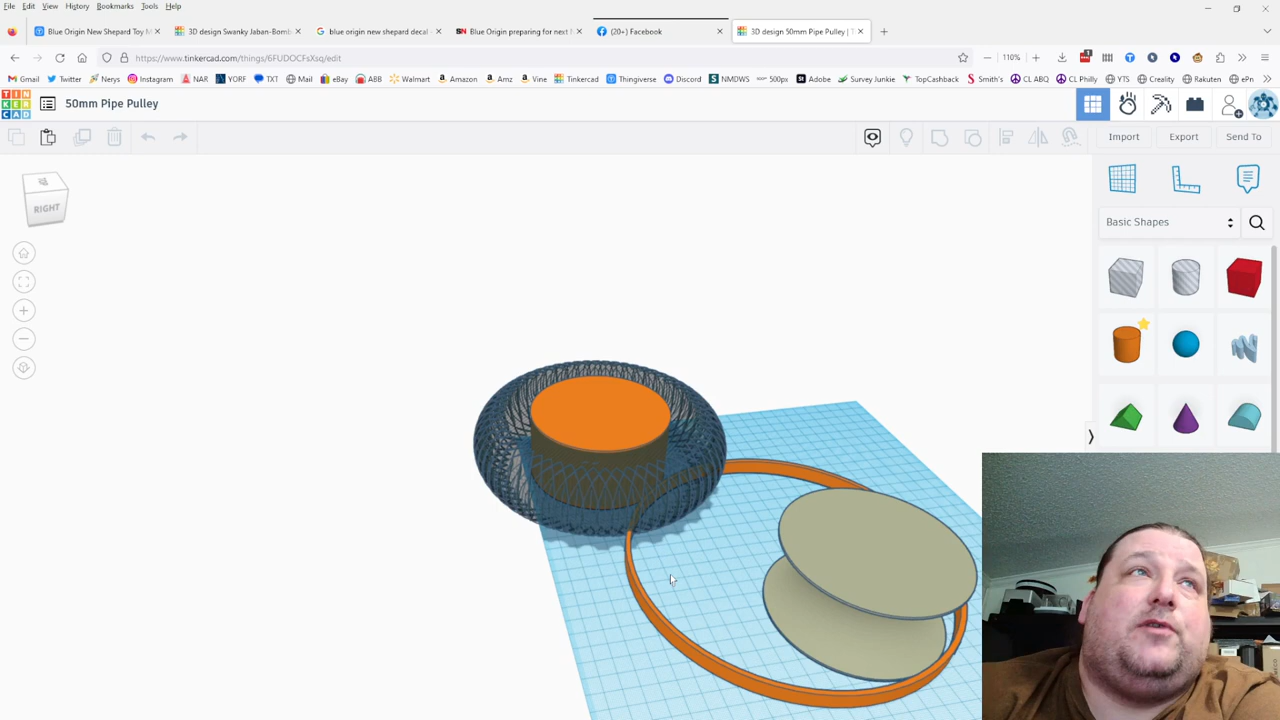 File Edit View History Bookmarks Tools Help
Blue Origin New Shepard Toy M
3D design Swanky Jaban-Bomb
blue origin new shepard decal -
Blue Origin preparing for next l
(20+) Facebook
3D design 50mm Pipe Pulley | T
https://www.tinkercad.com/things/6FUDOCFsXsq/edit
110%
Gmail Twitter Nerys Instagram NAR YORF TXT Mail eBay ABB Walmart Amazon Amz Vine Tinkercad Thingiverse Discord NMDWS 500px Adobe Survey Junkie TopCashback Smith's CL ABQ CL Philly YTS Creality Rakuten ePn
TIN
KER
CAD
50mm Pipe Pulley
Import Export Send To
RIGHT
Basic Shapes